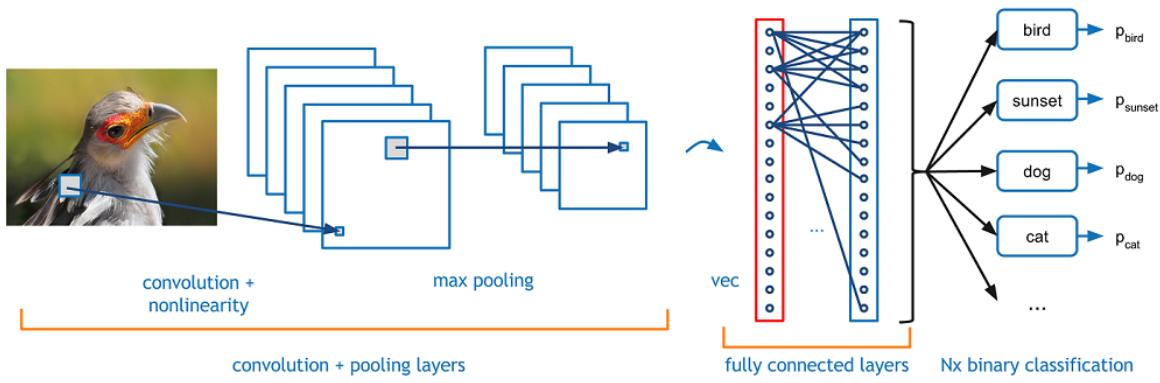 convolution +
nonlinearity
max pooling
convolution + pooling layers
vec
...
fully connected layers
bird
p_bird
sunset
p_sunset
dog
p_dog
cat
p_cat
...
Nx binary classification